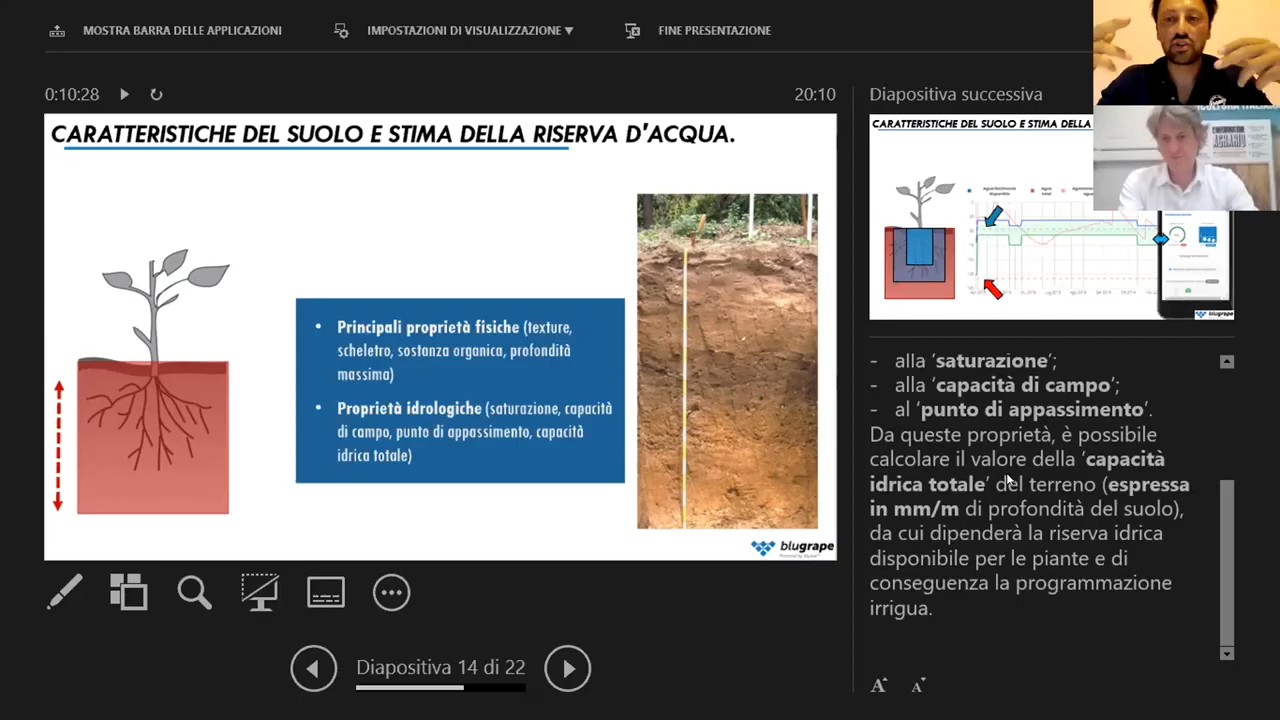 MOSTRA BARRA DELLE APPLICAZIONI
IMPOSTAZIONI DI VISUALIZZAZIONE ▼
FINE PRESENTAZIONE
0:10:28
20:10
CARATTERISTICHE DEL SUOLO E STIMA DELLA RISERVA D'ACQUA.
• Principali proprietà fisiche (texture,
scheletro, sostanza organica, profondità
massima)
• Proprietà idrologiche (saturazione, capacità
di campo, punto di appassimento, capacità
idrica totale)
blugrape
Diapositiva 14 di 22
Diapositiva successiva
CARATTERISTICHE DEL SUOLO E STIMA DELLA
blugrape
AGRARIO
- alla 'saturazione';
- alla 'capacità di campo';
- al 'punto di appassimento'.
Da queste proprietà, è possibile
calcolare il valore della 'capacità
idrica totale' del terreno (espressa
in mm/m di profondità del suolo),
da cui dipenderà la riserva idrica
disponibile per le piante e di
conseguenza la programmazione
irrigua.
A A